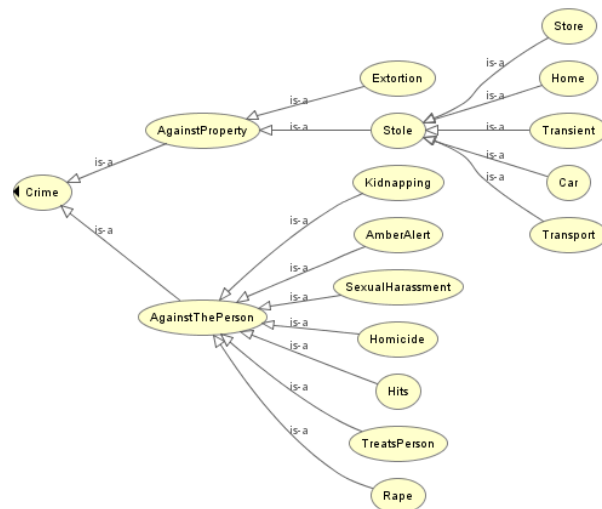 Store
is-a
Extortion
Home
is-a
is-a
AgainstProperty
is-a
Stole
is-a
Transient
is-a
is-a
Car
Kidnapping
is-a
Crime
is-a
Transport
is-a
AmberAlert
is-a
SexualHarassment
is-a
AgainstThePerson
is-a
Homicide
is-a
Hits
is-a
TreatsPerson
is-a
Rape